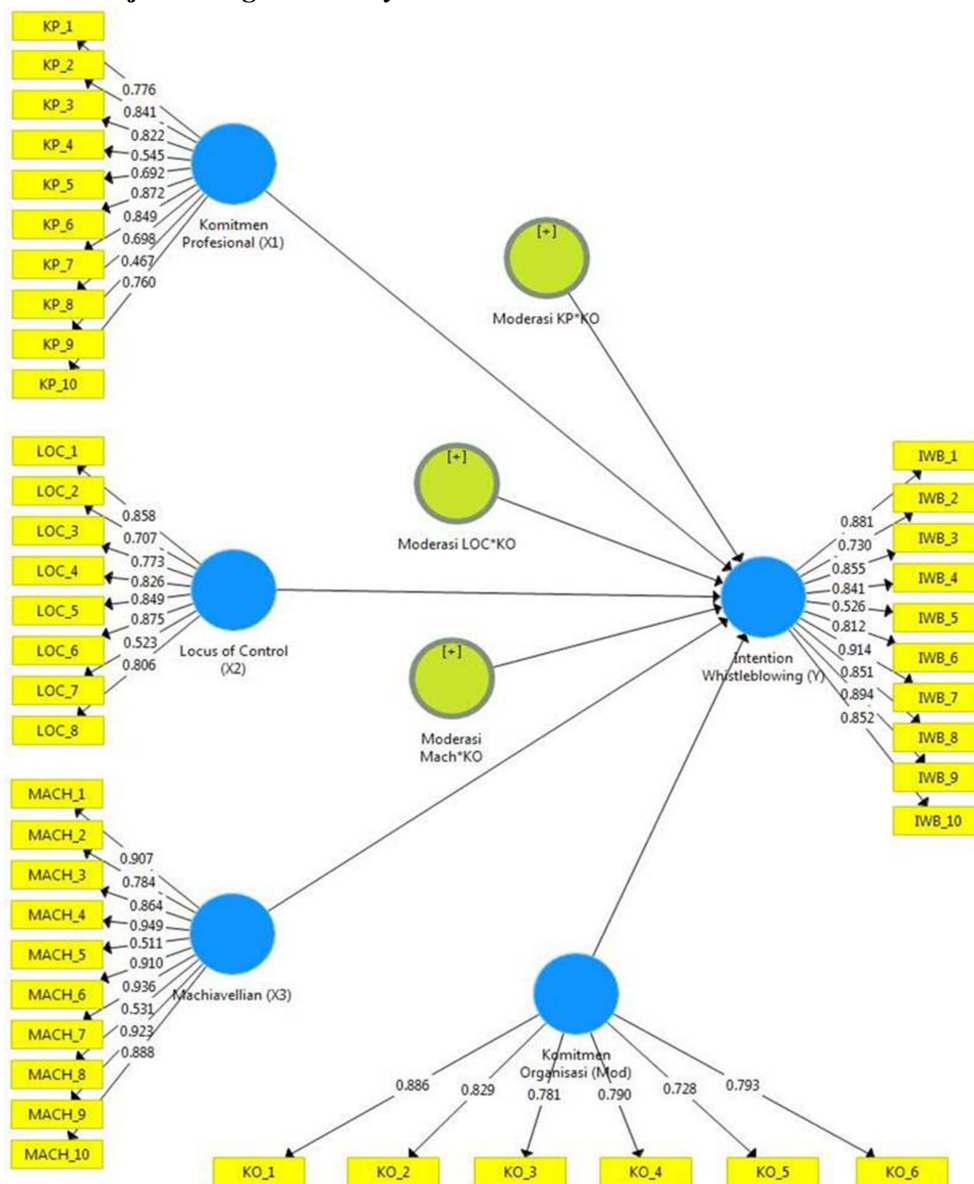 KP_1
KP_2
KP_3
KP_4
KP_5
KP_6
KP_7
KP_8
KP_9
KP_10
0.776
0.841
0.822
0.545
0.692
0.872
0.849
0.698
0.467
0.760
Komitmen
Profesional (X1)
[+]
Moderasi KP*KO
LOC_1
LOC_2
LOC_3
LOC_4
LOC_5
LOC_6
LOC_7
LOC_8
0.858
0.707
0.773
0.826
0.849
0.875
0.523
0.806
Locus of Control
(X2)
[+]
Moderasi LOC*KO
[+]
Moderasi
Mach*KO
Intention
Whistleblowing (Y)
0.881
0.730
0.855
0.841
0.526
0.812
0.914
0.851
0.894
0.852
IWB_1
IWB_2
IWB_3
IWB_4
IWB_5
IWB_6
IWB_7
IWB_8
IWB_9
IWB_10
MACH_1
MACH_2
MACH_3
MACH_4
MACH_5
MACH_6
MACH_7
MACH_8
MACH_9
MACH_10
0.907
0.784
0.864
0.949
0.511
0.910
0.936
0.531
0.923
0.888
Machiavellian (X3)
Komitmen
Organisasi (Mod)
0.886
0.829
0.781
0.790
0.728
0.793
KO_1
KO_2
KO_3
KO_4
KO_5
KO_6